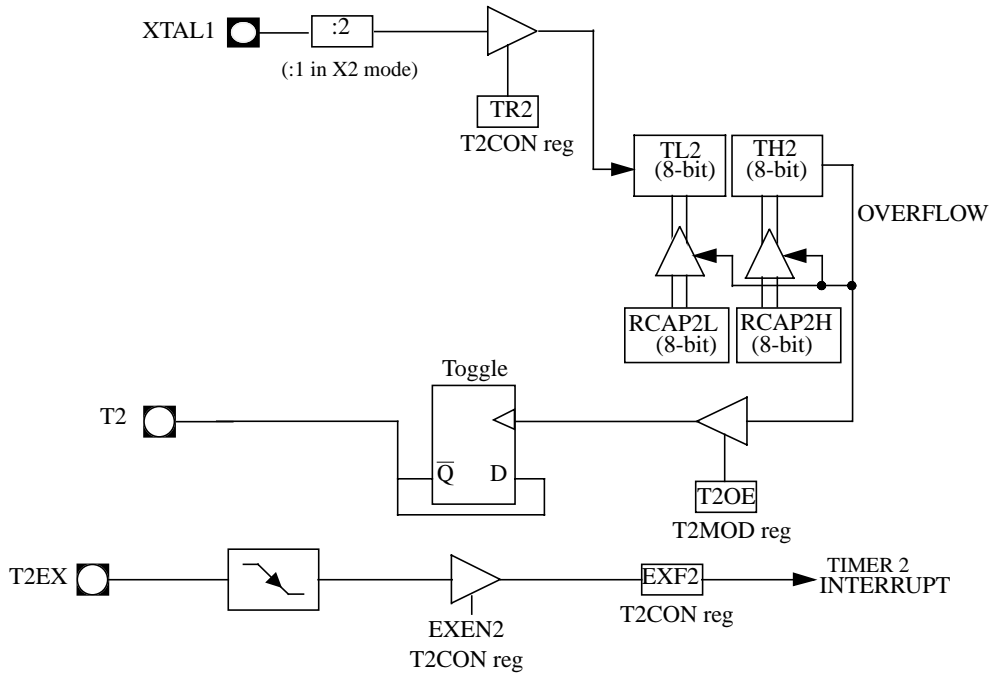 XTAL1
:2
(:1 in X2 mode)
TR2
T2CON reg
TL2
(8-bit)
TH2
(8-bit)
OVERFLOW
RCAP2L
(8-bit)
RCAP2H
(8-bit)
Toggle
T2
Q̅
D
T2OE
T2MOD reg
T2EX
EXEN2
T2CON reg
EXF2
T2CON reg
TIMER 2
INTERRUPT